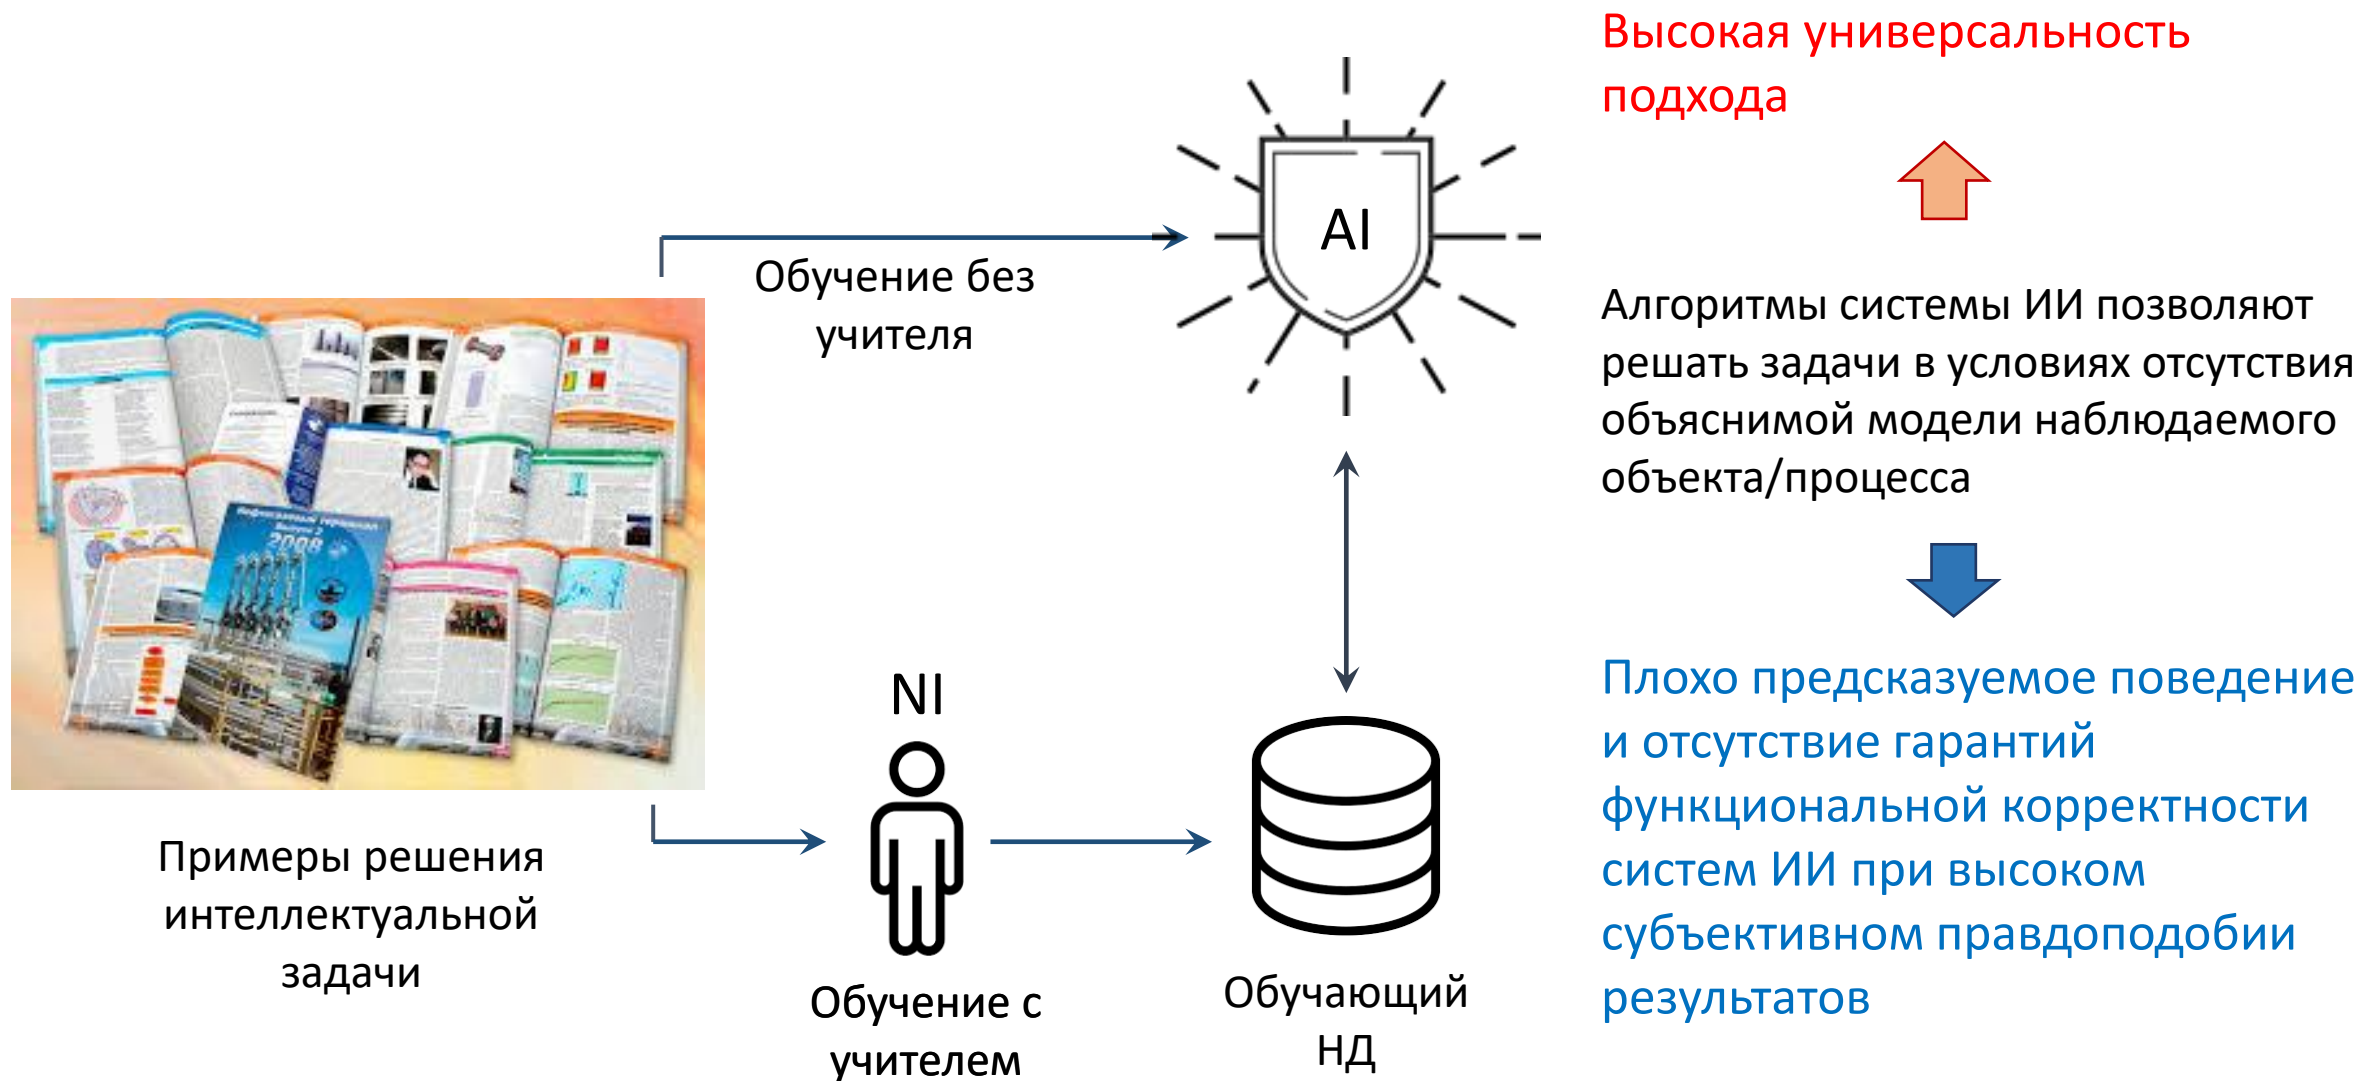 Высокая универсальность
подхода
AI
Обучение без
учителя
Алгоритмы системы ИИ позволяют
решать задачи в условиях отсутствия
объяснимой модели наблюдаемого
объекта/процесса
2008
NI
Плохо предсказуемое поведение
и отсутствие гарантий
функциональной корректности
систем ИИ при высоком
субъективном правдоподобии
результатов
Примеры решения
интеллектуальной
задачи
Обучение с
учителем
Обучающий
НД